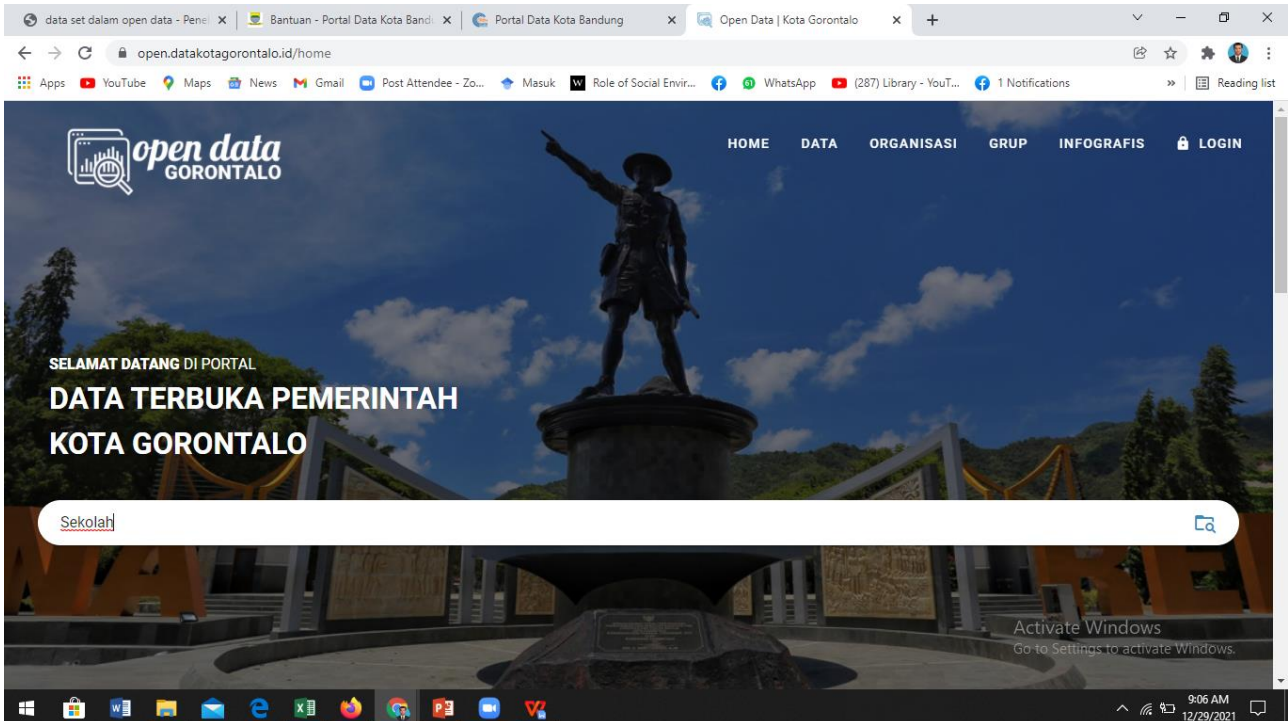 data set dalam open data - Pene
Bantuan - Portal Data Kota Band
Portal Data Kota Bandung
Open Data | Kota Gorontalo
open.datakotagorontalo.id/home
Apps YouTube Maps News Gmail Post Attendee - Zo... Masuk Role of Social Envir... WhatsApp (287) Library - YouT... 1 Notifications » Reading list
open data
GORONTALO
HOME DATA ORGANISASI GRUP INFOGRAFIS LOGIN
SELAMAT DATANG DI PORTAL
DATA TERBUKA PEMERINTAH
KOTA GORONTALO
Sekolah
Activate Windows
Go to Settings to activate Windows.
9:06 AM
12/29/2021